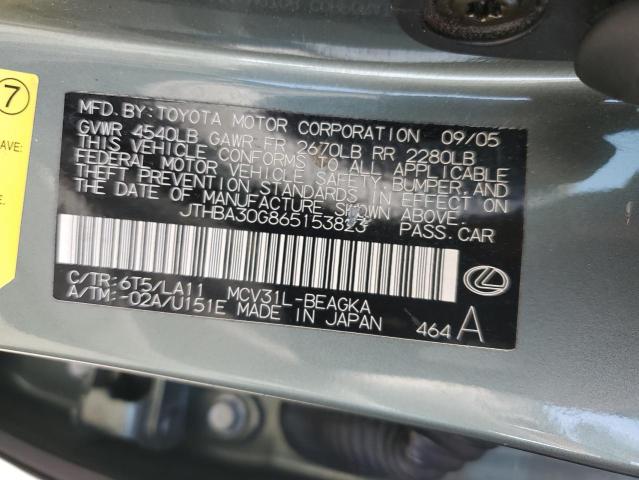 7
AVE:
MFD. BY: TOYOTA MOTOR CORPORATION 09/05
GVWR 4540LB GAWR FR 2670LB RR 2280LB
THIS VEHICLE CONFORMS TO ALL APPLICABLE
FEDERAL MOTOR VEHICLE SAFETY, BUMPER, AND
THEFT PREVENTION STANDARDS IN EFFECT ON
THE DATE OF MANUFACTURE SHOWN ABOVE.
JTHBA30G865153823 PASS. CAR
C/TR: 6T5/LA11 MCV31L-BEAGKA
A/TM: -02A/U151E MADE IN JAPAN
464 A